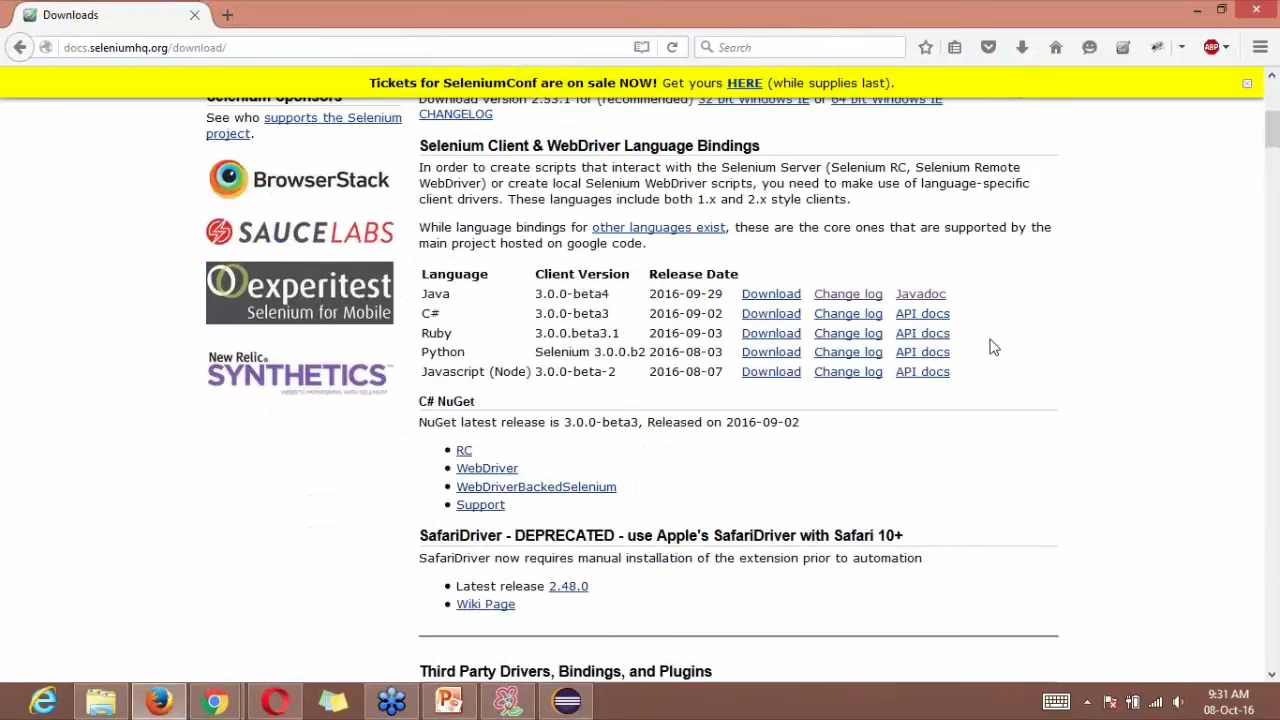 Downloads
docs.seleniumhq.org/download/
Search
ABP
Tickets for SeleniumConf are on sale NOW! Get yours HERE (while supplies last).
Selenium Sponsors
See who supports the Selenium
project.
BrowserStack
SAUCELABS
experitest
Selenium for Mobile
New Relic®
SYNTHETICS™
WEBSITE MONITORING WITH SELENIUM
Download version 2.53.1 for (recommended) 32 bit Windows IE or 64 bit Windows IE
CHANGELOG
Selenium Client & WebDriver Language Bindings
In order to create scripts that interact with the Selenium Server (Selenium RC, Selenium Remote
WebDriver) or create local Selenium WebDriver scripts, you need to make use of language-specific
client drivers. These languages include both 1.x and 2.x style clients.
While language bindings for other languages exist, these are the core ones that are supported by the
main project hosted on google code.
Language Client Version Release Date
Java 3.0.0-beta4 2016-09-29 Download Change log Javadoc
C# 3.0.0-beta3 2016-09-02 Download Change log API docs
Ruby 3.0.0.beta3.1 2016-09-03 Download Change log API docs
Python Selenium 3.0.0.b2 2016-08-03 Download Change log API docs
Javascript (Node) 3.0.0-beta-2 2016-08-07 Download Change log API docs
C# NuGet
NuGet latest release is 3.0.0-beta3, Released on 2016-09-02
• RC
• WebDriver
• WebDriverBackedSelenium
• Support
SafariDriver - DEPRECATED - use Apple's SafariDriver with Safari 10+
SafariDriver now requires manual installation of the extension prior to automation
• Latest release 2.48.0
• Wiki Page
Third Party Drivers, Bindings, and Plugins
9:31 AM
08-Oct-16